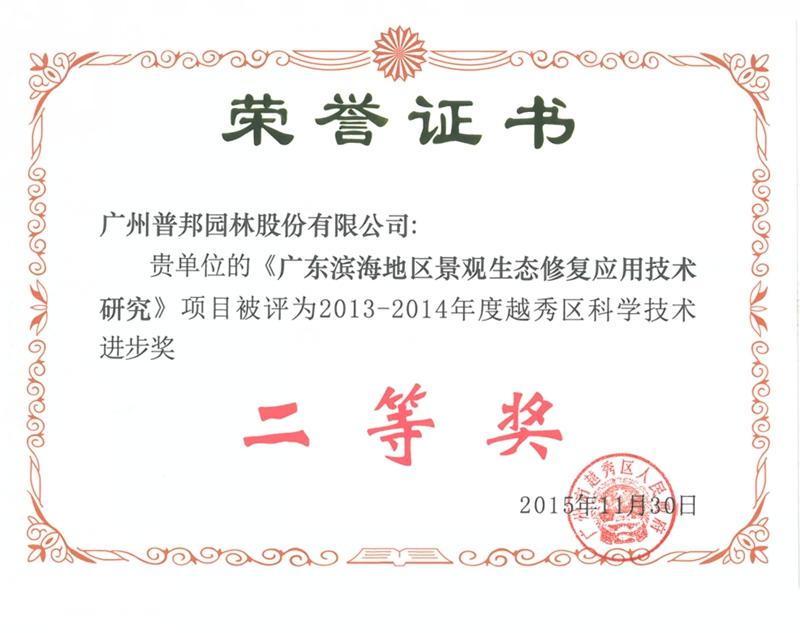 荣誉证书
广州普邦园林股份有限公司:
贵单位的《广东滨海地区景观生态修复应用技术
研究》项目被评为2013-2014年度越秀区科学技术
进步奖
二等奖
广州市越秀区人民政府
2015年11月30日